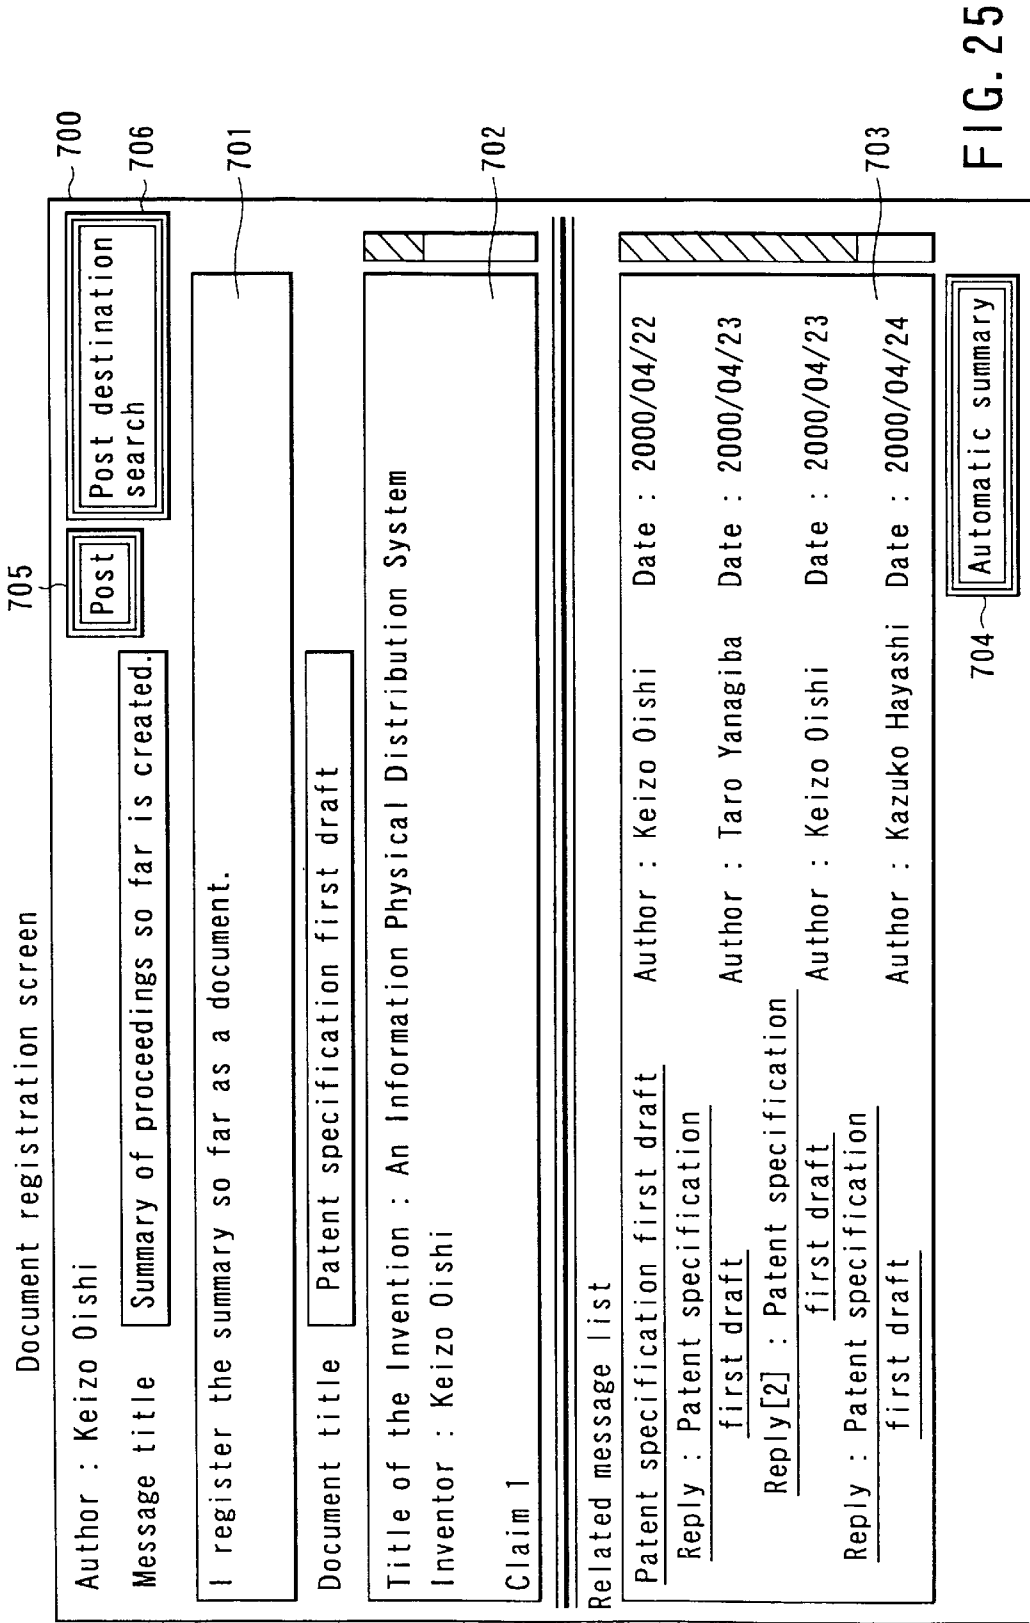 Document registration screen
705
700
Author : Keizo Oishi
Post
Post destination
search
706
Message title
Summary of proceedings so far is created.
701
I register the summary so far as a document.
Document title
Patent specification first draft
Title of the Invention : An Information Physical Distribution System
Inventor : Keizo Oishi
702
Claim 1
Related message list
Patent specification first draft Author : Keizo Oishi Date : 2000/04/22
Reply : Patent specification
first draft
Author : Taro Yanagiba Date : 2000/04/23
Reply[2] : Patent specification
first draft
Author : Keizo Oishi Date : 2000/04/23
703
Reply : Patent specification
first draft
Author : Kazuko Hayashi Date : 2000/04/24
704
Automatic summary
FIG. 25